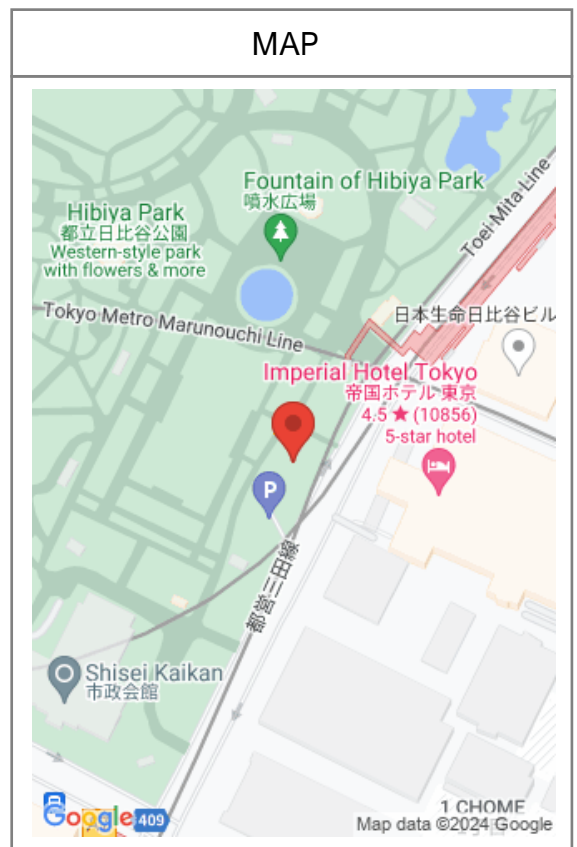 MAP
Fountain of Hibiya Park
噴水広場
Hibiya Park
都立日比谷公園
Western-style park
with flowers & more
Toei Mita Line
Tokyo Metro Marunouchi Line
日本生命日比谷ビル
Imperial Hotel Tokyo
帝国ホテル 東京
4.5 ★ (10856)
5-star hotel
P
都営三田線
Shisei Kaikan
市政会館
1 CHOME
Google
409
Map data ©2024 Google